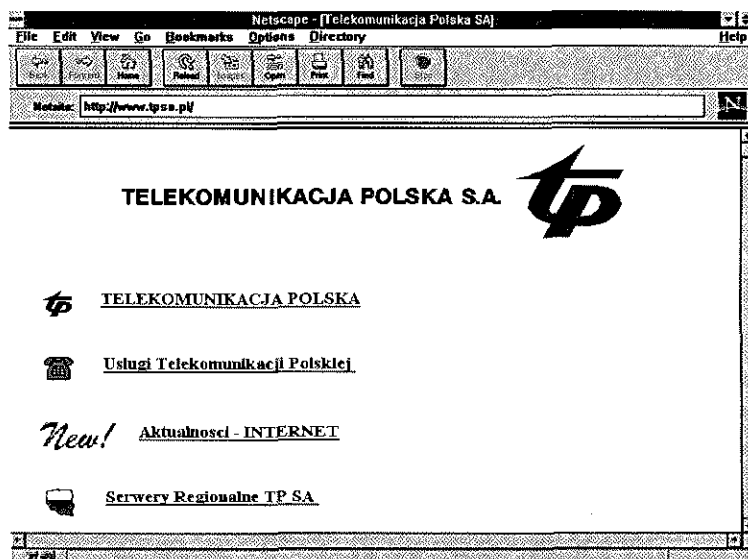 Netscape - [Telekomunikacja Polska SA]
File Edit View Go Bookmarks Options Directory Help
Back Forward Home Reload Images Open Print Find Stop
Netsite: http://www.tpsa.pl/ N
TELEKOMUNIKACJA POLSKA S.A. tp
tp TELEKOMUNIKACJA POLSKA
Uslugi Telekomunikacji Polskiej
New! Aktualnosci - INTERNET
Serwery Regionalne TP SA